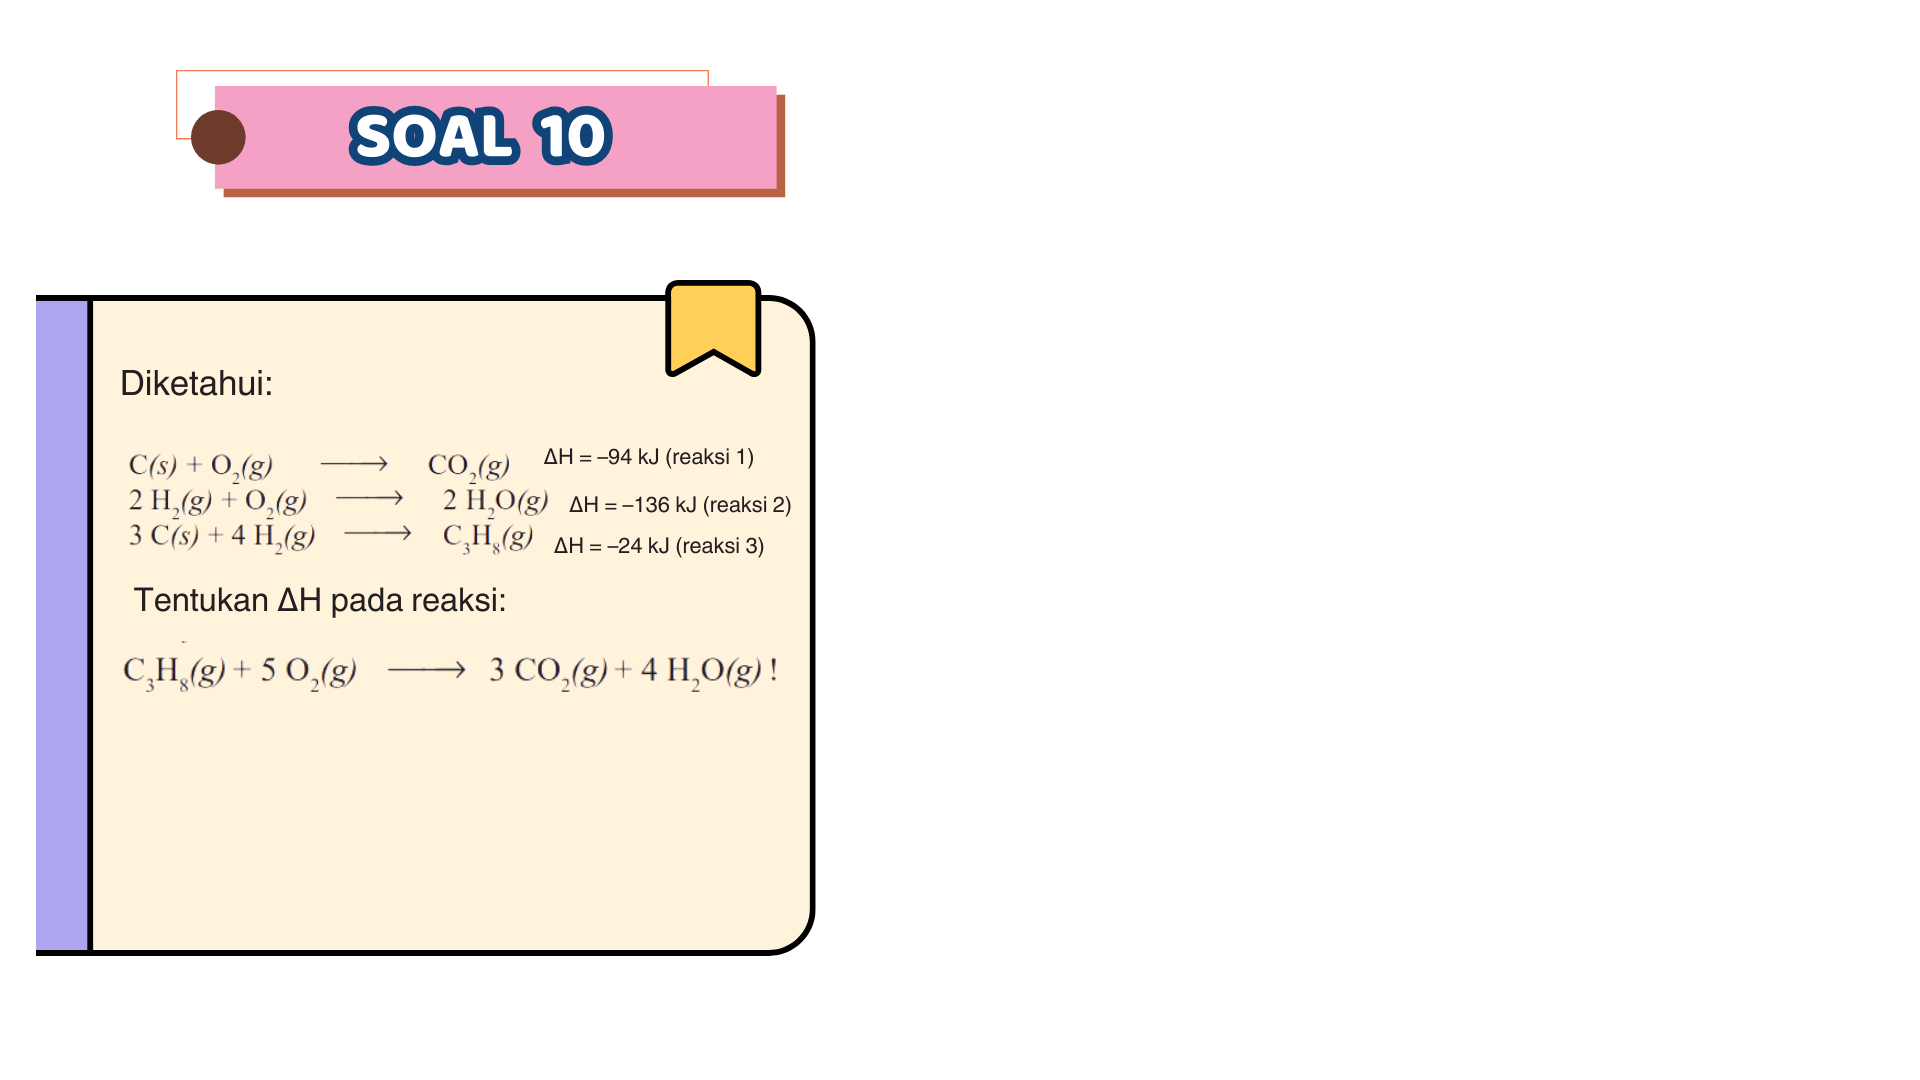 SOAL 10
Diketahui:
C(s) + O₂(g) ⟶ CO₂(g) ΔH = –94 kJ (reaksi 1)
2 H₂(g) + O₂(g) ⟶ 2 H₂O(g) ΔH = –136 kJ (reaksi 2)
3 C(s) + 4 H₂(g) ⟶ C₃H₈(g) ΔH = –24 kJ (reaksi 3)
Tentukan ΔH pada reaksi:
C₃H₈(g) + 5 O₂(g) ⟶ 3 CO₂(g) + 4 H₂O(g) !